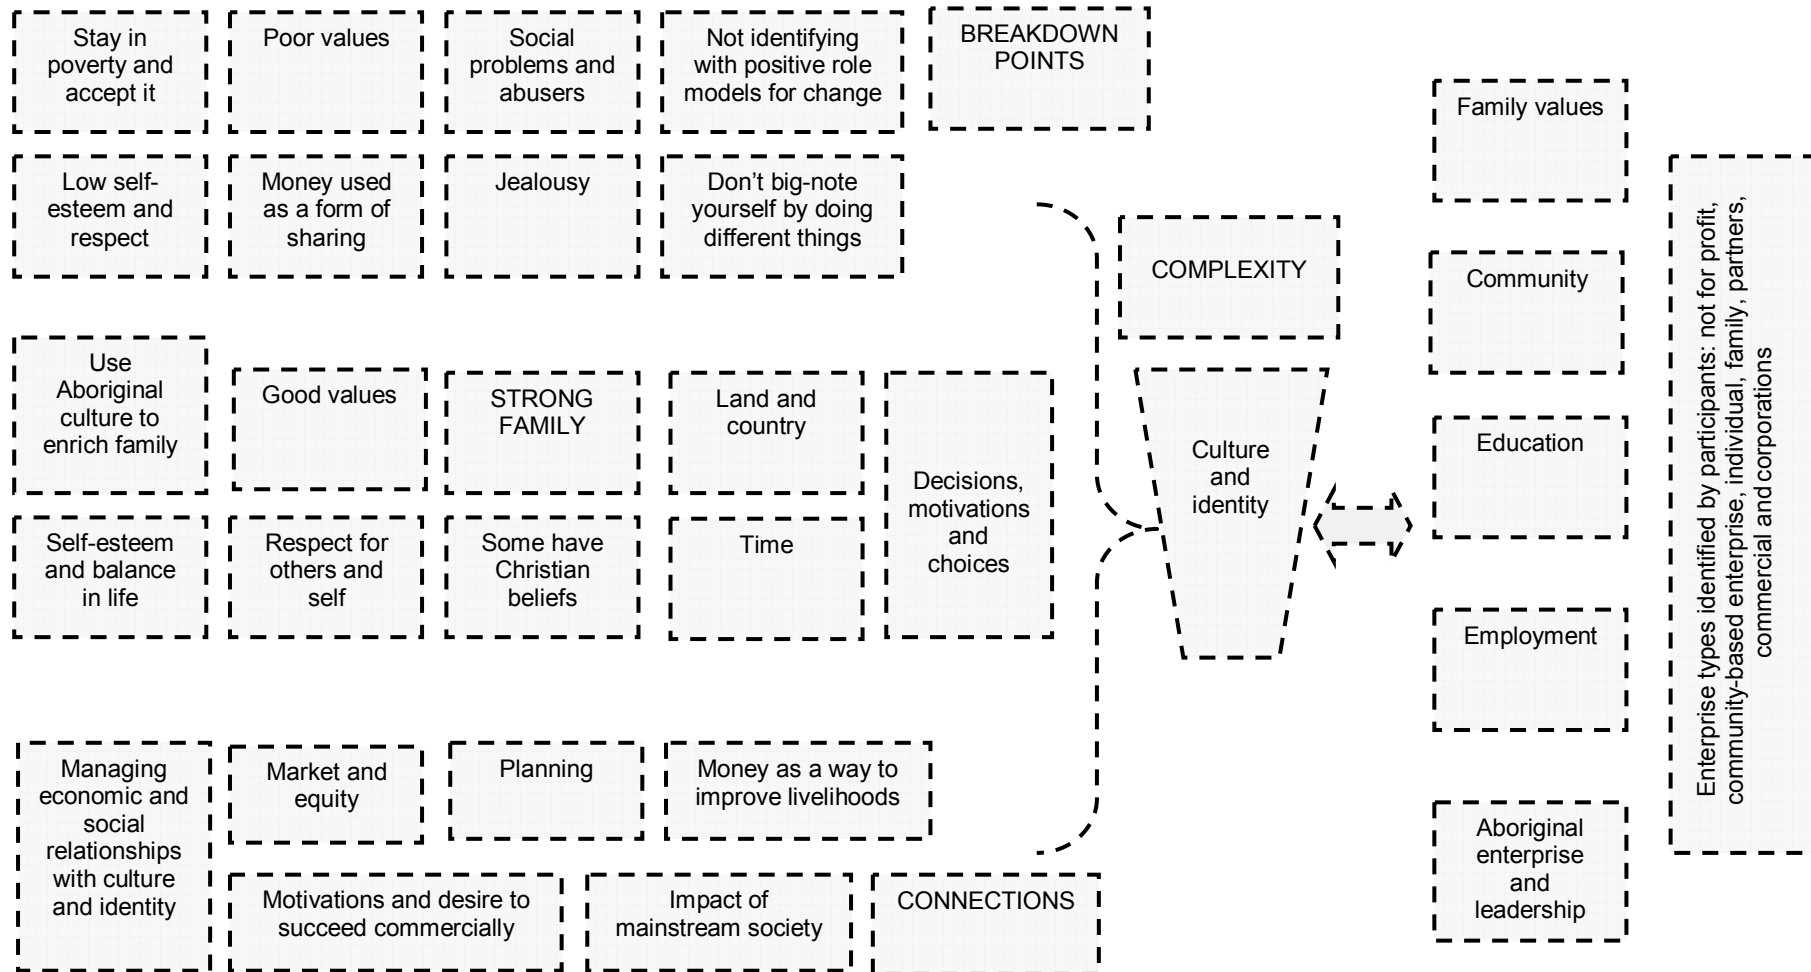 Stay in
poverty and
accept it
Poor values
Social
problems and
abusers
Not identifying
with positive role
models for change
BREAKDOWN
POINTS
Low self-
esteem and
respect
Money used
as a form of
sharing
Jealousy
Don’t big-note
yourself by doing
different things
Use
Aboriginal
culture to
enrich family
Good values
STRONG
FAMILY
Land and
country
Decisions,
motivations
and
choices
Self-esteem
and balance
in life
Respect for
others and
self
Some have
Christian
beliefs
Time
Managing
economic and
social
relationships
with culture
and identity
Market and
equity
Planning
Money as a way to
improve livelihoods
Motivations and desire to
succeed commercially
Impact of
mainstream society
CONNECTIONS
COMPLEXITY
Culture
and
identity
Family values
Community
Education
Employment
Aboriginal
enterprise
and
leadership
Enterprise types identified by participants: not for profit,
community-based enterprise, individual, family, partners,
commercial and corporations